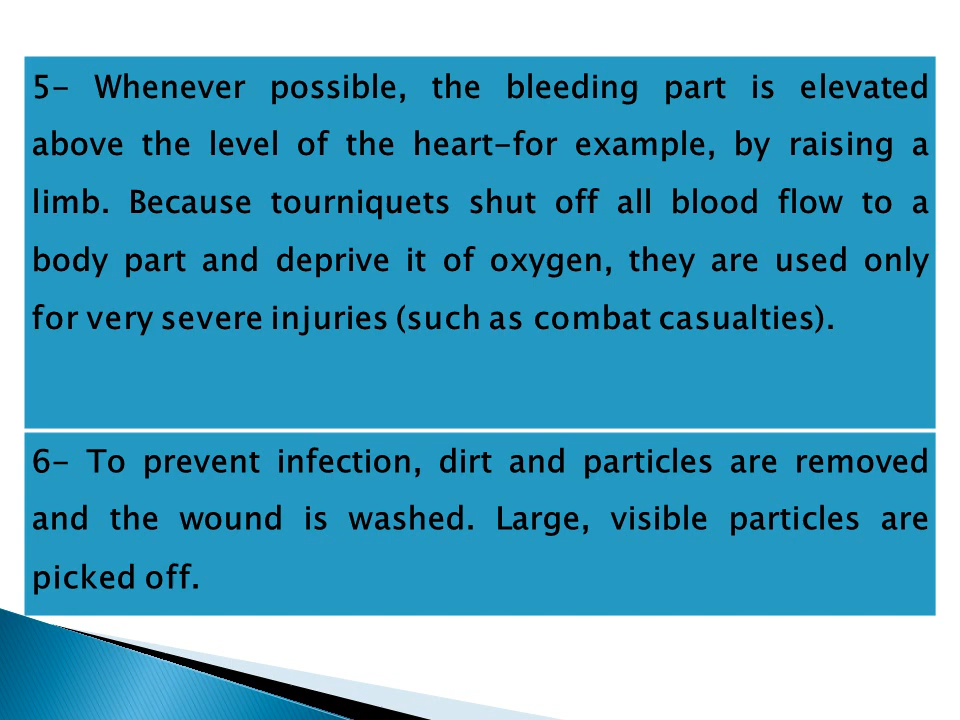 5- Whenever possible, the bleeding part is elevated
above the level of the heart-for example, by raising a
limb. Because tourniquets shut off all blood flow to a
body part and deprive it of oxygen, they are used only
for very severe injuries (such as combat casualties).
6- To prevent infection, dirt and particles are removed
and the wound is washed. Large, visible particles are
picked off.